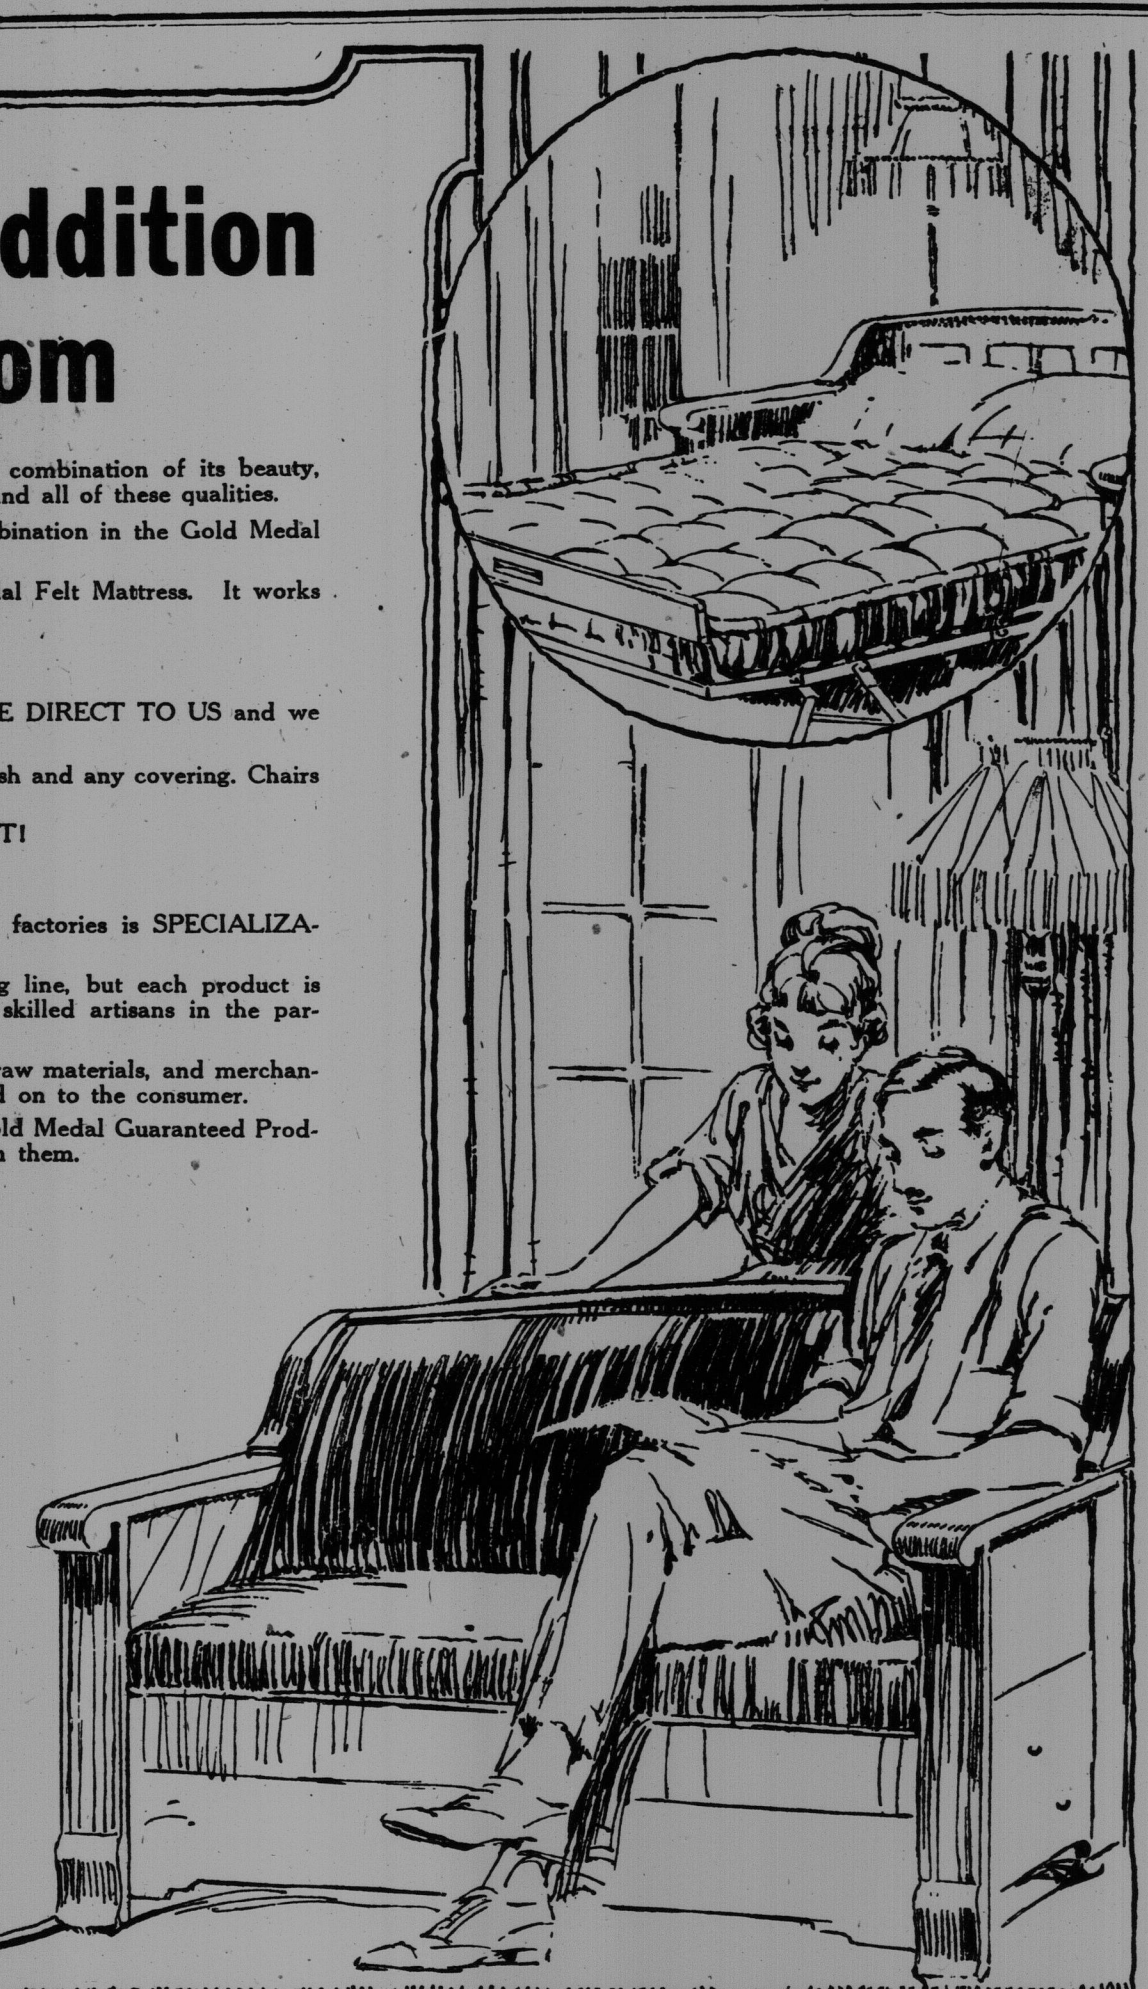 ddition
om
combination of its beauty,
nd all of these qualities.
bination in the Gold Medal
al Felt Mattress. It works
E DIRECT TO US and we
sh and any covering. Chairs
T!
factories is SPECIALIZA-
g line, but each product is
skilled artisans in the par-
raw materials, and merchan-
d on to the consumer.
old Medal Guaranteed Prod-
n them.